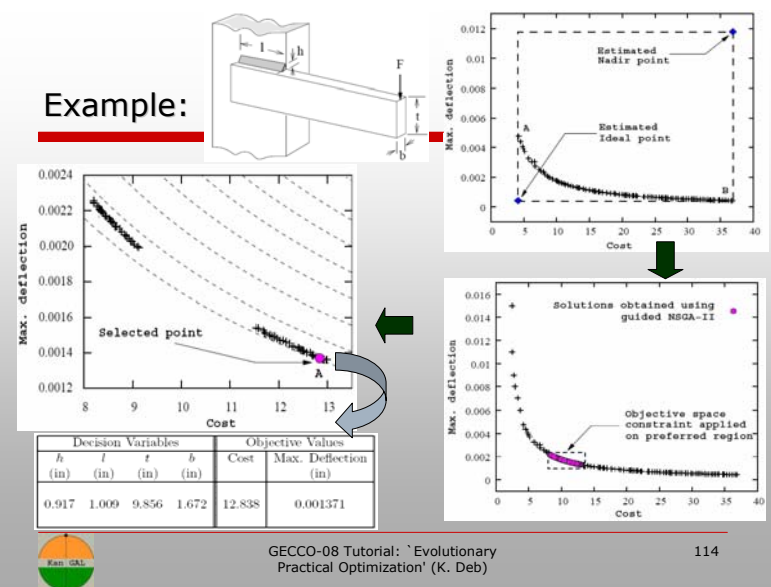 Example:
l
h
F
t
b
0.012
0.01
0.008
0.006
0.004
0.002
0
Max. deflection
Estimated
Nadir point
A
Estimated
Ideal point
B
0 5 10 15 20 25 30 35 40
Cost
0.0024
0.0022
0.0020
0.0018
0.0016
0.0014
0.0012
Max. deflection
Selected point
A
8 9 10 11 12 13
Cost
0.016
0.014
0.012
0.01
0.008
0.006
0.004
0.002
0
Max. deflection
Solutions obtained using
guided NSGA-II
Objective space
constraint applied
on preferred region
0 5 10 15 20 25 30 35 40
Cost
Decision Variables Objective Values
h l t b Cost Max. Deflection
(in) (in) (in) (in) (in)
0.917 1.009 9.856 1.672 12.838 0.001371
Kan GAL
GECCO-08 Tutorial: `Evolutionary
Practical Optimization' (K. Deb)
114